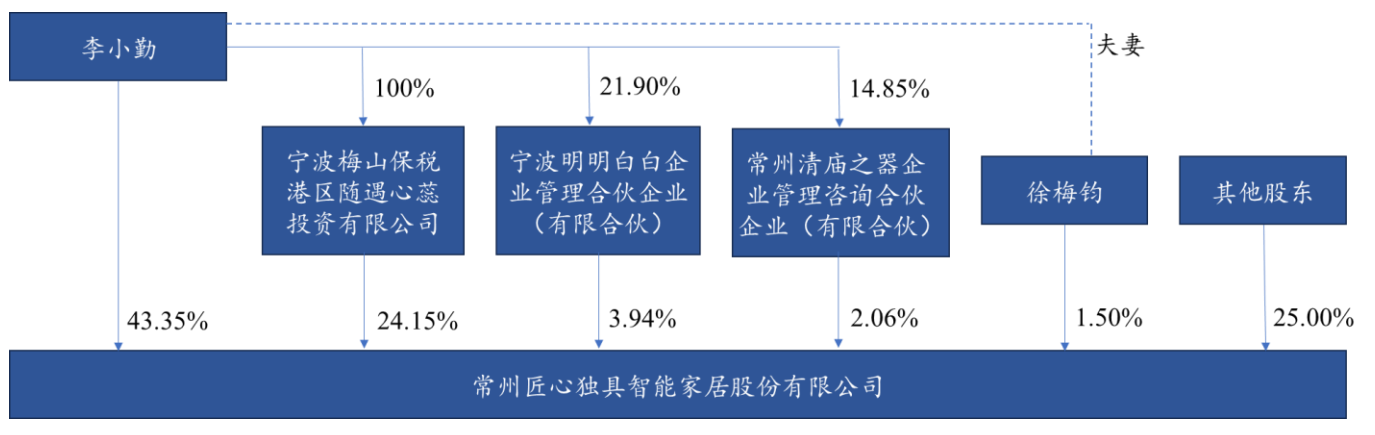 李小勤
夫妻
100%
21.90%
14.85%
宁波梅山保税
港区随遇心蕊
投资有限公司
宁波明明白白企
业管理合伙企业
（有限合伙）
常州清庙之器企
业管理咨询合伙
企业（有限合伙）
徐梅钧
其他股东
43.35%
24.15%
3.94%
2.06%
1.50%
25.00%
常州匠心独具智能家居股份有限公司